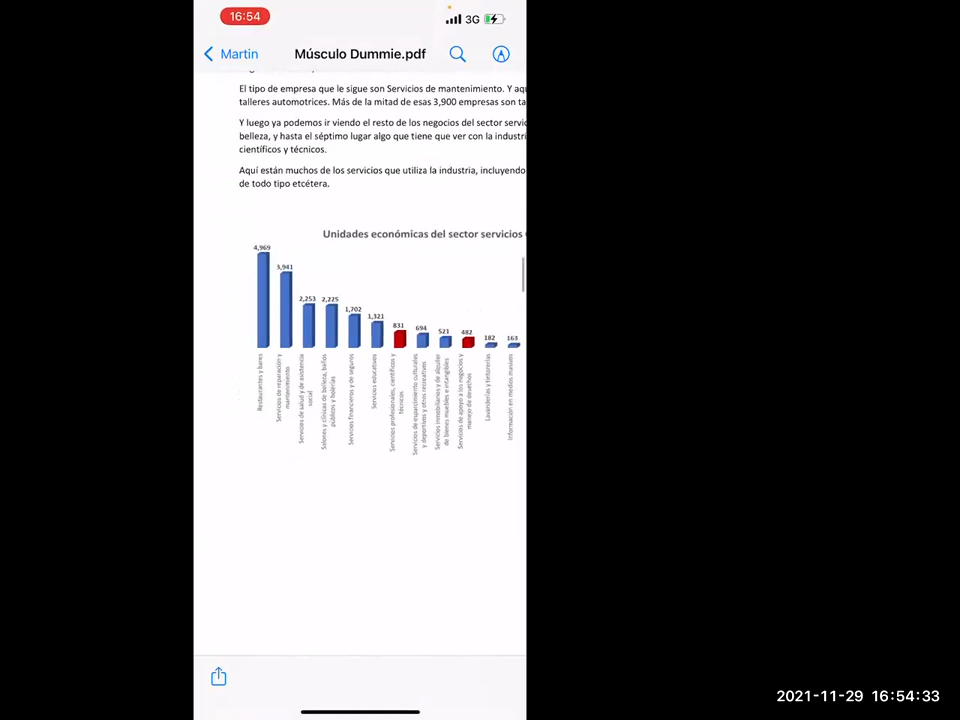 16:54
3G
Martin
Músculo Dummie.pdf
El tipo de empresa que le sigue son Servicios de mantenimiento. Y aqu
talleres automotrices. Más de la mitad de esas 3,900 empresas son ta
Y luego ya podemos ir viendo el resto de los negocios del sector servic
belleza, y hasta el séptimo lugar algo que tiene que ver con la industri
científicos y técnicos.
Aquí están muchos de los servicios que utiliza la industria, incluyendo
de todo tipo etcétera.
Unidades económicas del sector servicios
4,969
3,941
2,253
2,225
1,702
1,321
831
694
521
482
182
163
Restaurantes y bares
Servicios de reparación y
mantenimiento
Servicios de salud y de asistencia
social
Salones y clínicas de belleza, baños
públicos y bolerías
Servicios financieros y de seguros
Servicios educativos
Servicios profesionales, científicos y
técnicos
Servicios de esparcimiento culturales
y deportivos y otros recreativos
Servicios inmobiliarios y de alquiler
de bienes muebles e intangibles
Servicios de apoyo a los negocios y
manejo de desechos
Lavanderías y tintorerías
Información en medios masivos
2021-11-29 16:54:33